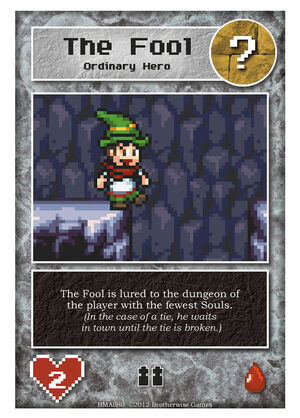 The Fool
?
Ordinary Hero
The Fool is lured to the dungeon of
the player with the fewest Souls.
(In the case of a tie, he waits
in town until the tie is broken.)
2
BMA080 ©2012 Brotherwise Games